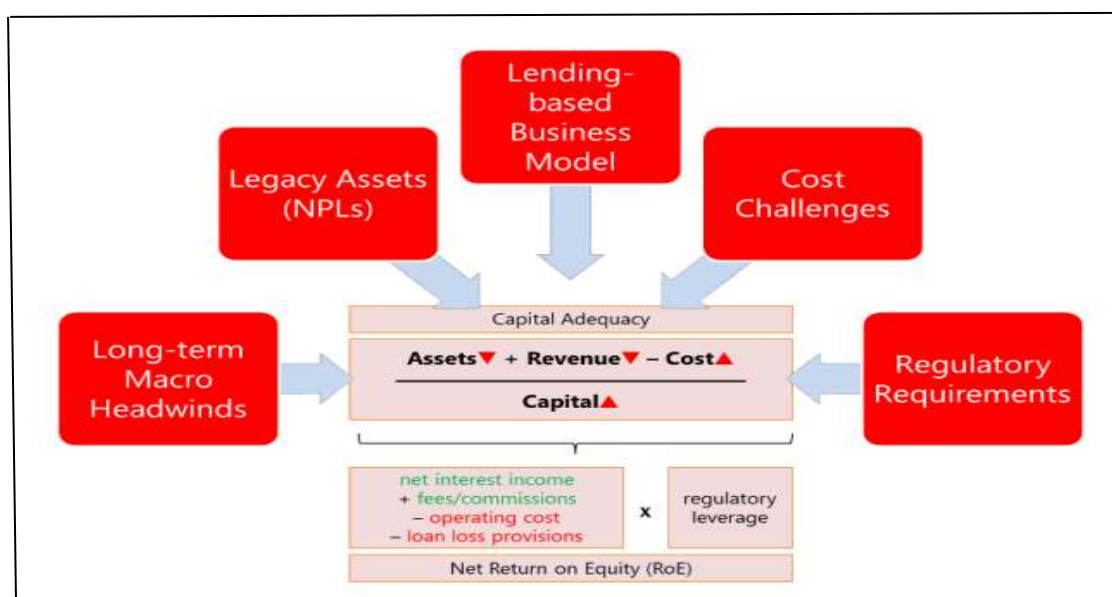 Lending-
based
Business
Model
Legacy Assets
(NPLs)
Cost
Challenges
Long-term
Macro
Headwinds
Regulatory
Requirements
Capital Adequacy
Assets▼ + Revenue▼ – Cost▲
Capital▲
net interest income
+ fees/commissions
– operating cost
– loan loss provisions
x
regulatory
leverage
Net Return on Equity (RoE)